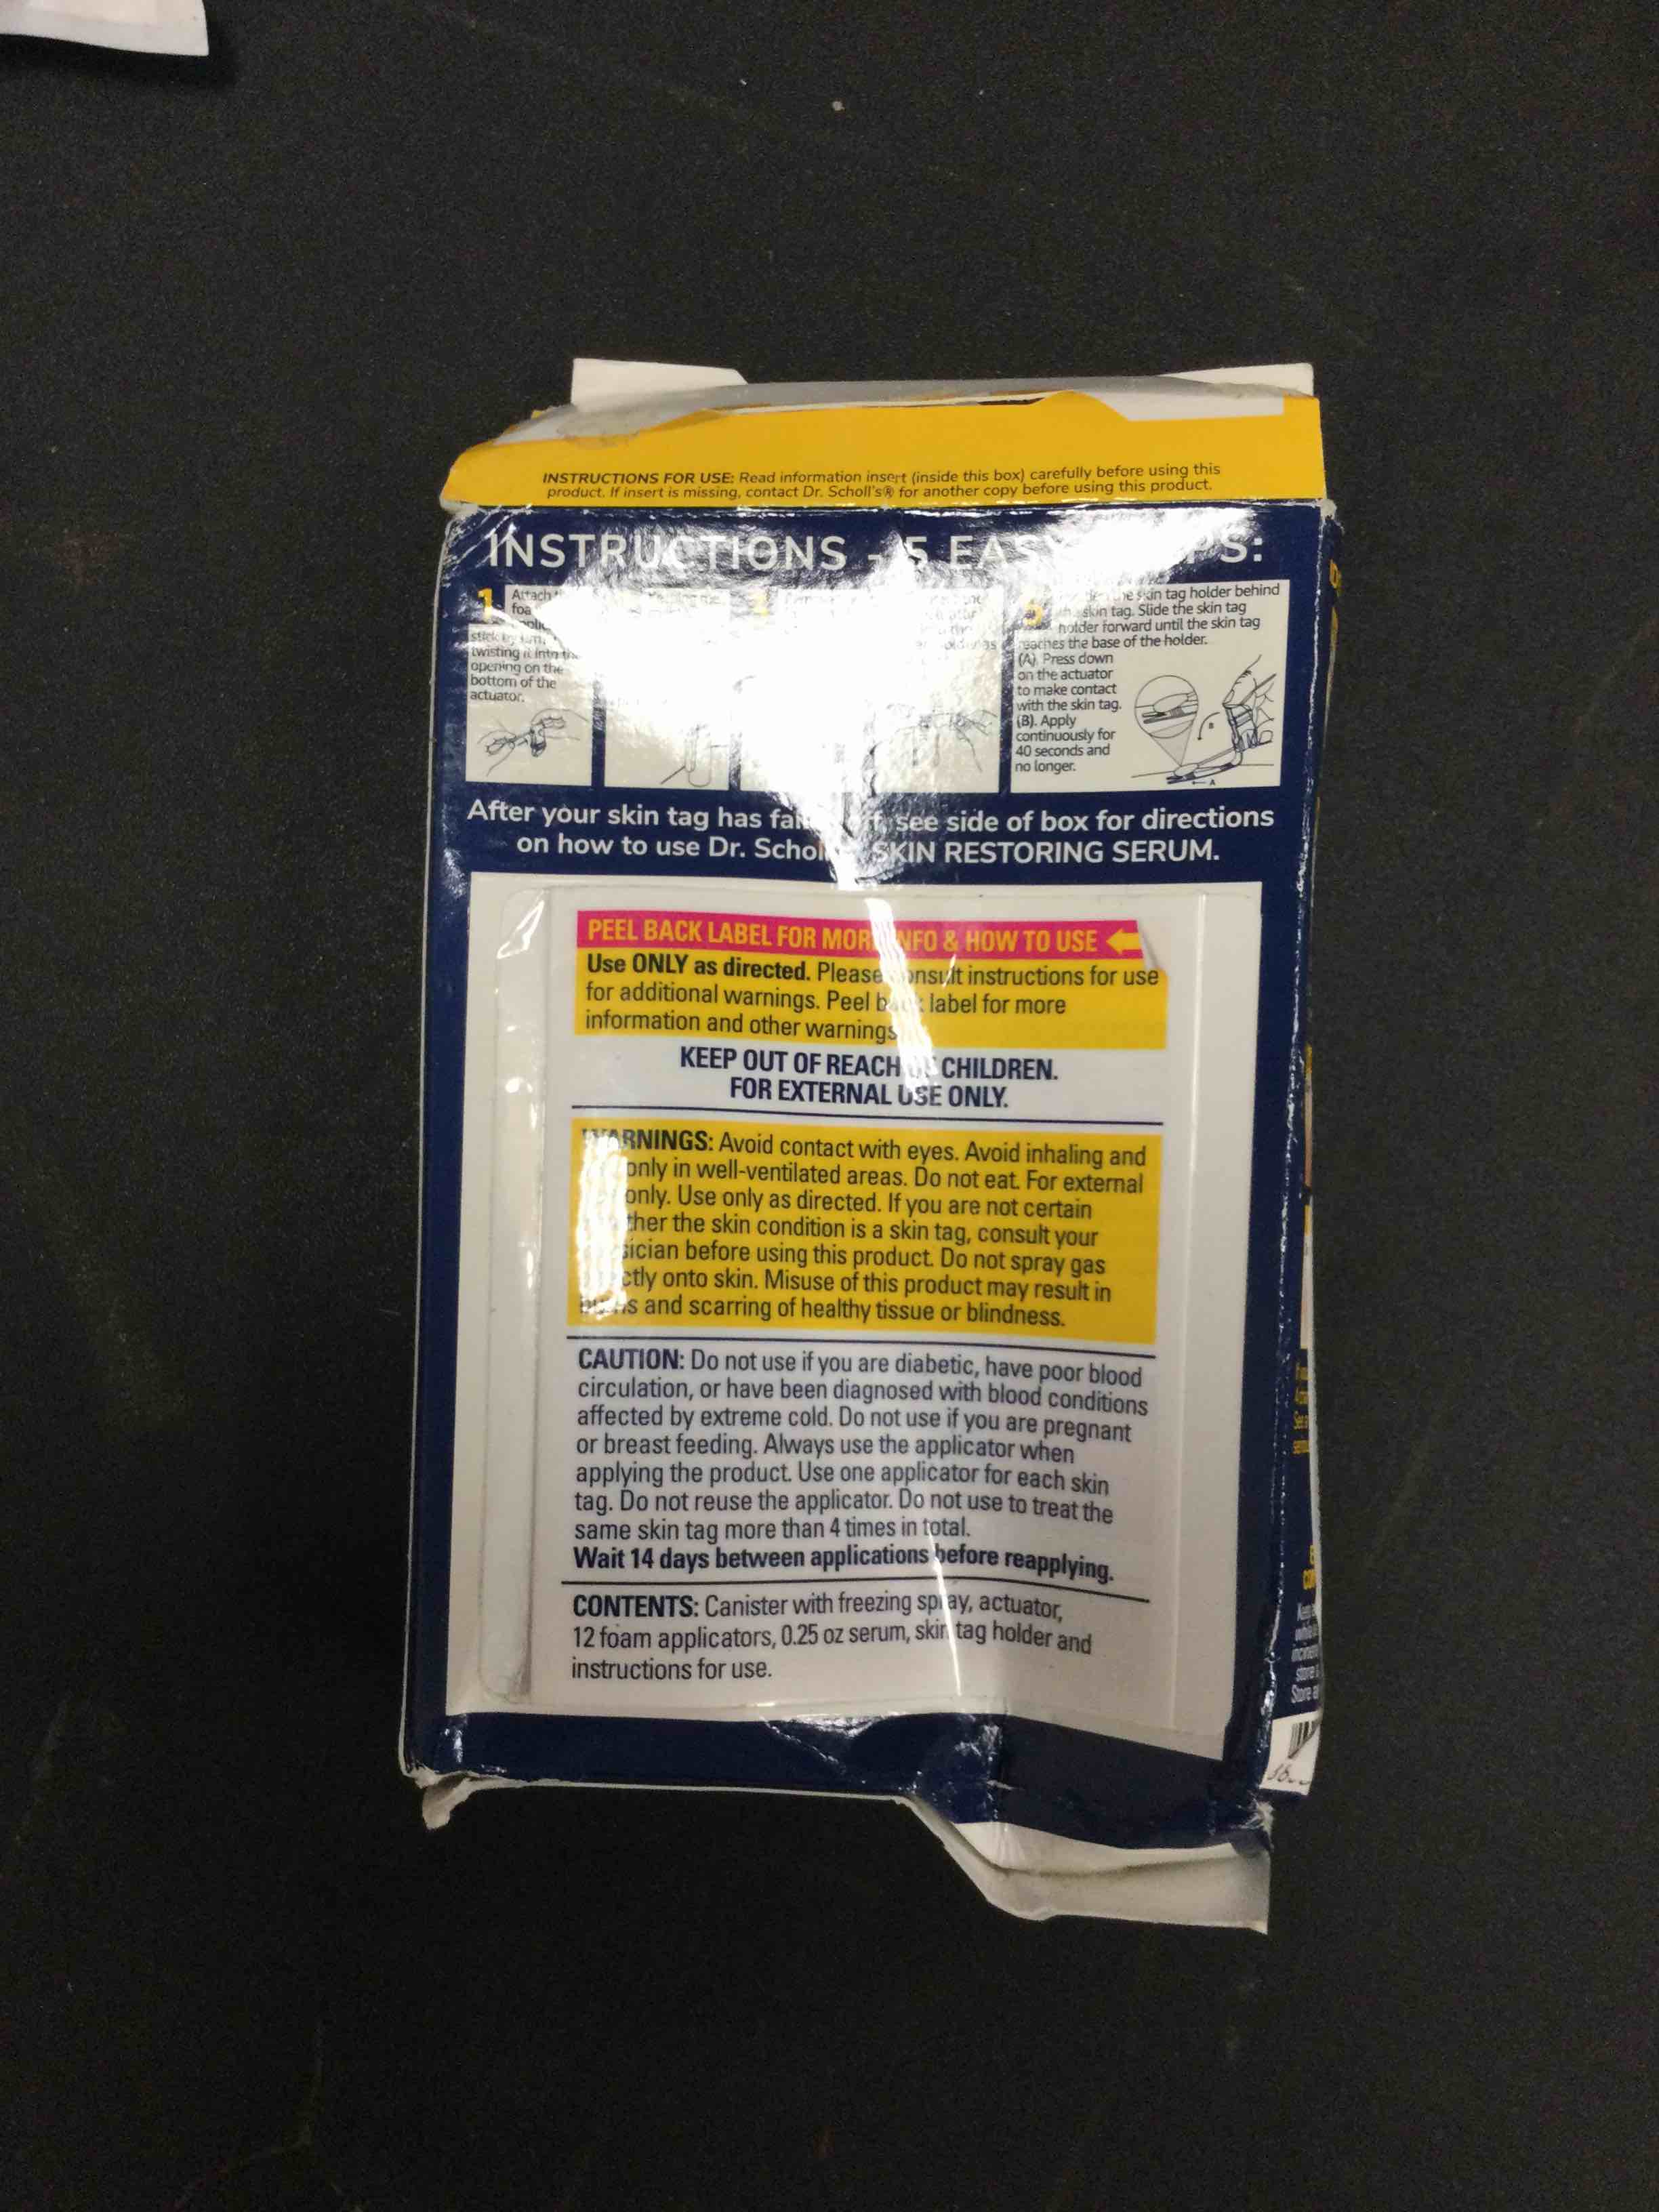 INSTRUCTIONS FOR USE: Read information insert (inside this box) carefully before using this
product. If insert is missing, contact Dr. Scholl's® for another copy before using this product.
INSTRUCTIONS - 5
1 Attach
twisting it into
opening on the
bottom of the
actuator.
the skin tag holder behind
skin tag. Slide the skin tag
holder forward until the skin tag
reaches the base of the holder.
(A). Press down
on the actuator
to make contact
with the skin tag.
(B). Apply
continuously for
40 seconds and
no longer.
B
A
After your skin tag has see side of box for directions
on how to use Dr. SKIN RESTORING SERUM.
PEEL BACK LABEL FOR & HOW TO USE
Use ONLY as directed. Please instructions for use
for additional warnings. Peel label for more
information and other warnings
KEEP OUT OF REACH CHILDREN.
FOR EXTERNAL USE ONLY.
WARNINGS: Avoid contact with eyes. Avoid inhaling and
only in well-ventilated areas. Do not eat. For external
only. Use only as directed. If you are not certain
the skin condition is a skin tag, consult your
before using this product. Do not spray gas
onto skin. Misuse of this product may result in
and scarring of healthy tissue or blindness.
CAUTION: Do not use if you are diabetic, have poor blood
circulation, or have been diagnosed with blood conditions
affected by extreme cold. Do not use if you are pregnant
or breast feeding. Always use the applicator when
applying the product. Use one applicator for each skin
tag. Do not reuse the applicator. Do not use to treat the
same skin tag more than 4 times in total.
Wait 14 days between applications before reapplying.
CONTENTS: Canister with freezing spray, actuator,
12 foam applicators, 0.25 oz serum, skin tag holder and
instructions for use.